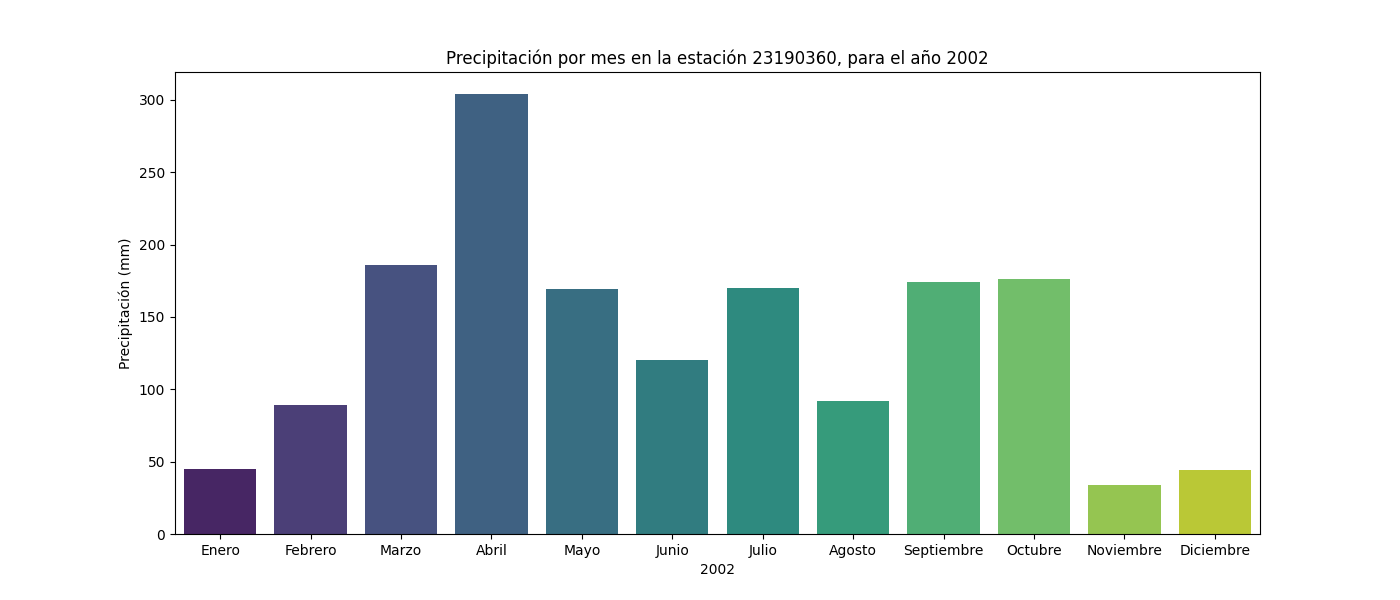 Precipitación por mes en la estación 23190360, para el año 2002
Precipitación (mm)
300
250
200
150
100
50
0
Enero Febrero Marzo Abril Mayo Junio Julio Agosto Septiembre Octubre Noviembre Diciembre
2002